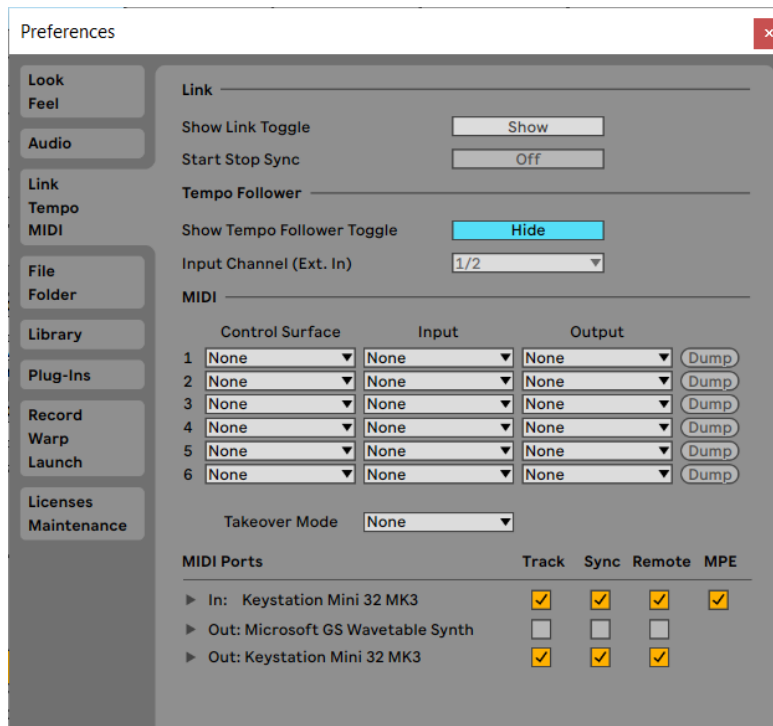 Preferences
Look
Feel
Audio
Link
Tempo
MIDI
File
Folder
Library
Plug-Ins
Record
Warp
Launch
Licenses
Maintenance
Link
Show Link Toggle Show
Start Stop Sync Off
Tempo Follower
Show Tempo Follower Toggle Hide
Input Channel (Ext. In) 1/2
MIDI
Control Surface Input Output
1 None None None Dump
2 None None None Dump
3 None None None Dump
4 None None None Dump
5 None None None Dump
6 None None None Dump
Takeover Mode None
MIDI Ports Track Sync Remote MPE
In: Keystation Mini 32 MK3
Out: Microsoft GS Wavetable Synth
Out: Keystation Mini 32 MK3